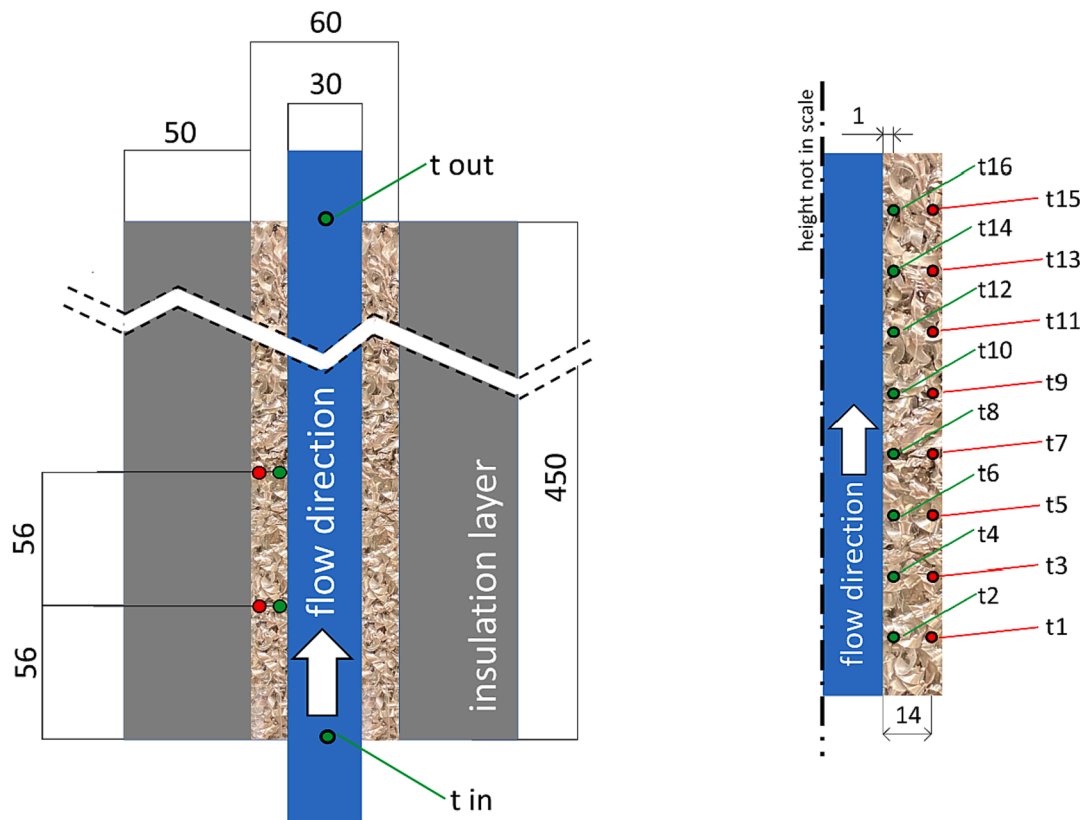 60
30
50
t out
56
56
flow direction
insulation layer
450
t in
height not in scale
1
t16
t15
t14
t13
t12
t11
t10
t9
t8
t7
t6
t5
t4
t3
t2
t1
flow direction
14